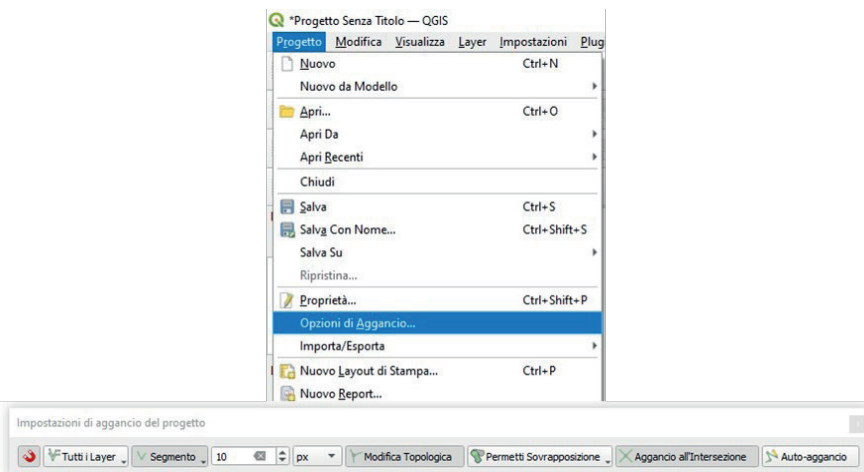 *Progetto Senza Titolo — QGIS
Progetto Modifica Visualizza Layer Impostazioni Plug
Nuovo Ctrl+N
Nuovo da Modello
Apri... Ctrl+O
Apri Da
Apri Recenti
Chiudi
Salva Ctrl+S
Salva Con Nome... Ctrl+Shift+S
Salva Su
Ripristina...
Proprietà... Ctrl+Shift+P
Opzioni di Aggancio...
Importa/Esporta
Nuovo Layout di Stampa... Ctrl+P
Nuovo Report...
Impostazioni di aggancio del progetto
Tutti i Layer Segmento 10 px Modifica Topologica Permetti Sovrapposizione Aggancio all'Intersezione Auto-aggancio